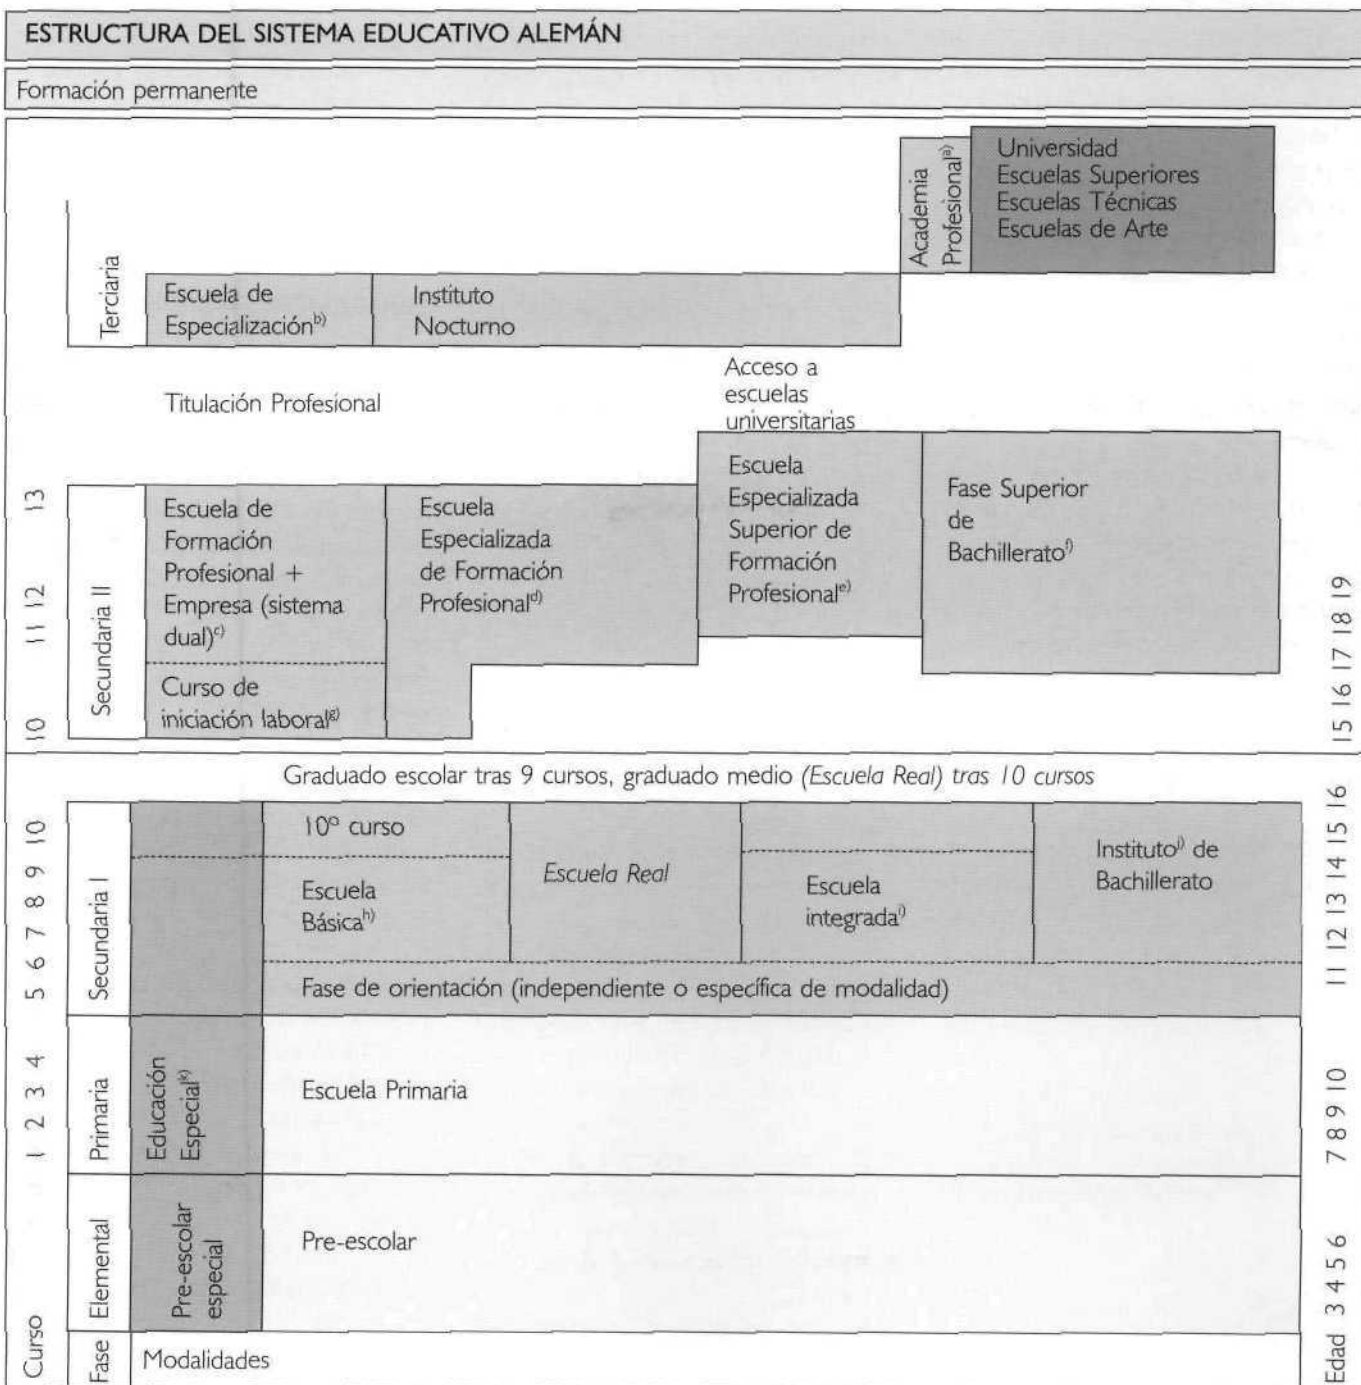 ESTRUCTURA DEL SISTEMA EDUCATIVO ALEMÁN
Formación permanente
Terciaria
Academia
Profesional a)
Universidad
Escuelas Superiores
Escuelas Técnicas
Escuelas de Arte
Escuela de
Especialización b)
Instituto
Nocturno
Titulación Profesional
Acceso a
escuelas
universitarias
13
12
11
10
Secundaria II
Escuela de
Formación
Profesional +
Empresa (sistema
dual) c)
Curso de
iniciación laboral g)
Escuela
Especializada
de Formación
Profesional d)
Escuela
Especializada
Superior de
Formación
Profesional e)
Fase Superior
de
Bachillerato f)
15 16 17 18 19
Graduado escolar tras 9 cursos, graduado medio (Escuela Real) tras 10 cursos
5 6 7 8 9 10
Secundaria I
10º curso
Escuela
Básica h)
Escuela Real
Escuela
integrada i)
Instituto j) de
Bachillerato
Fase de orientación (independiente o específica de modalidad)
11 12 13 14 15 16
1 2 3 4
Primaria
Educación
Especial k)
Escuela Primaria
7 8 9 10
Elemental
Pre-escolar
especial
Pre-escolar
3 4 5 6
Curso
Fase
Modalidades
Edad